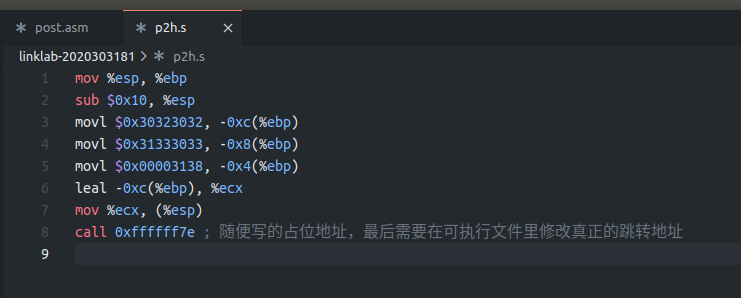 post.asm p2h.s ×
linklab-2020303181 > p2h.s
1 mov %esp, %ebp
2 sub $0x10, %esp
3 movl $0x30323032, -0xc(%ebp)
4 movl $0x31333033, -0x8(%ebp)
5 movl $0x00003138, -0x4(%ebp)
6 leal -0xc(%ebp), %ecx
7 mov %ecx, (%esp)
8 call 0xffffff7e ; 随便写的占位地址，最后需要在可执行文件里修改真正的跳转地址
9